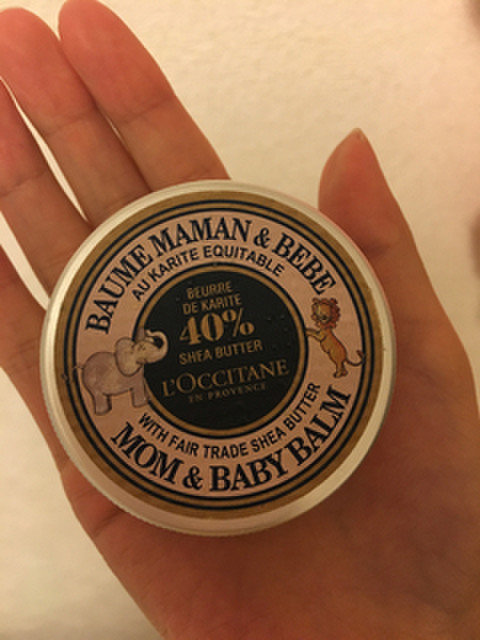 BAUME MAMAN & BEBE
AU KARITE EQUITABLE
BEURRE
DE KARITE
40%
SHEA BUTTER
L'OCCITANE
EN PROVENCE
WITH FAIR TRADE SHEA BUTTER
MOM & BABY BALM